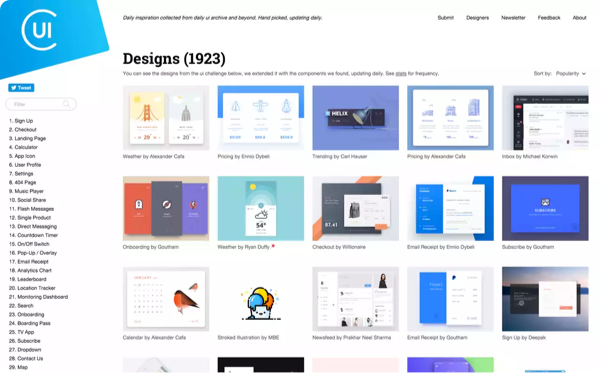 UI
Daily inspiration collected from daily ui archive and beyond. Hand picked, updating daily.
Submit
Designers
Newsletter
Feedback
About
Designs (1923)
You can see the designs from the ui challenge below, we extended it with the components we found, updating daily. See stats for frequency.
Sort by: Popularity
Tweet
Filter
1. Sign Up
2. Checkout
3. Landing Page
4. Calculator
5. App Icon
6. User Profile
7. Settings
8. 404 Page
9. Music Player
10. Social Share
11. Flash Messages
12. Single Product
13. Direct Messaging
14. Countdown Timer
15. On/Off Switch
16. Pop-Up / Overlay
17. Email Receipt
18. Analytics Chart
19. Leaderboard
20. Location Tracker
21. Monitoring Dashboard
22. Search
23. Onboarding
24. Boarding Pass
25. TV App
26. Subscribe
27. Dropdown
28. Contact Us
29. Map
HELIX
Weather by Alexander Cafa
Pricing by Ennio Dybeli
Trending by Carl Hauser
Pricing by Alexander Cafa
Inbox by Michael Korwin
54°
87.41
SUBSCRIBE
Onboarding by Goutham
Weather by Ryan Duffy
Checkout by Willionaire
Email Receipt by Ennio Dybeli
Subscribe by Goutham
Calendar by Alexander Cafa
Stroked Illustration by MBE
Newsfeed by Prakhar Neel Sharma
Email Receipt by Goutham
Sign Up by Deepak